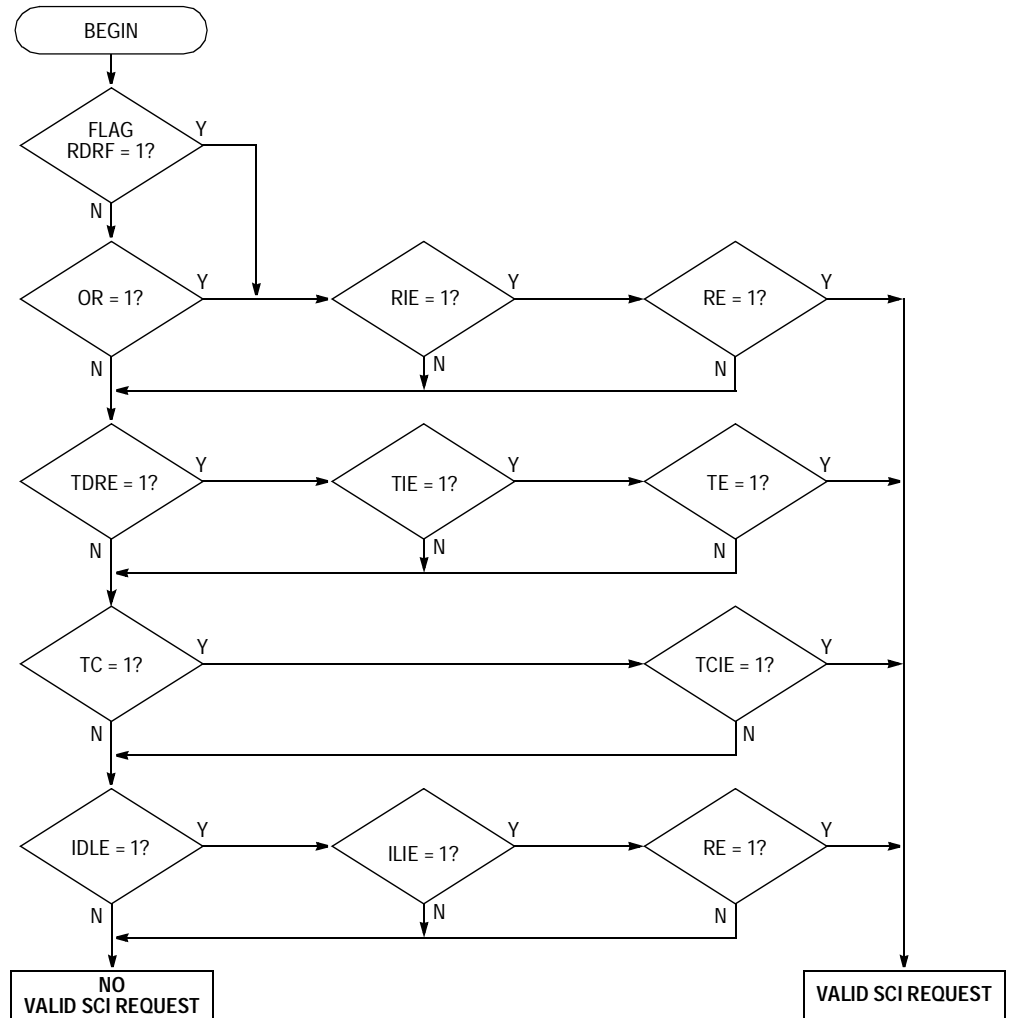 BEGIN
FLAG
RDRF = 1?
Y
N
OR = 1?
Y
RIE = 1?
Y
RE = 1?
Y
N
N
N
TDRE = 1?
Y
TIE = 1?
Y
TE = 1?
Y
N
N
N
TC = 1?
Y
TCIE = 1?
Y
N
N
IDLE = 1?
Y
ILIE = 1?
Y
RE = 1?
Y
N
N
N
NO
VALID SCI REQUEST
VALID SCI REQUEST